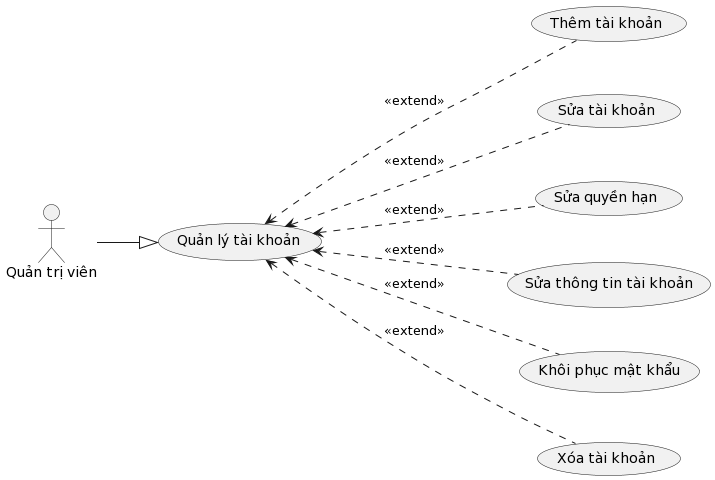 Thêm tài khoản
«extend»
Sửa tài khoản
«extend»
Sửa quyền hạn
«extend»
Quản lý tài khoản
Quản trị viên
«extend»
Sửa thông tin tài khoản
«extend»
Khôi phục mật khẩu
«extend»
Xóa tài khoản